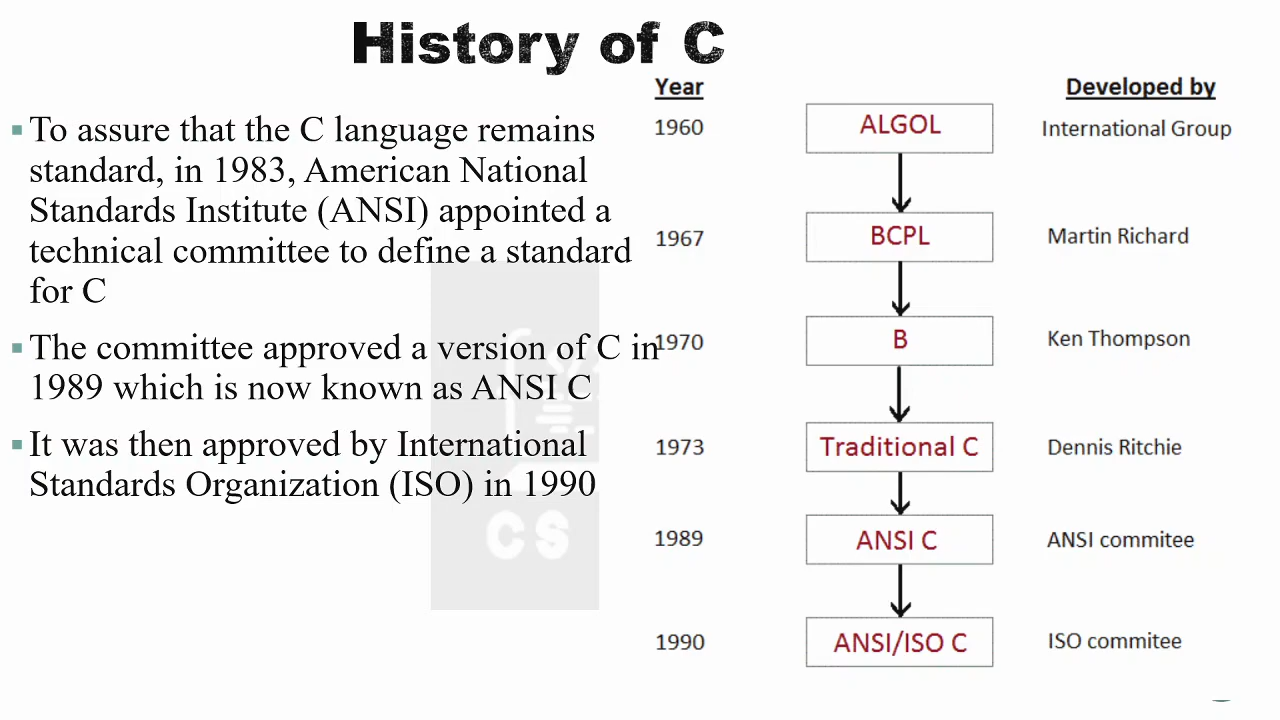 History of C
To assure that the C language remains
standard, in 1983, American National
Standards Institute (ANSI) appointed a
technical committee to define a standard
for C
The committee approved a version of C in
1989 which is now known as ANSI C
It was then approved by International
Standards Organization (ISO) in 1990
CS
Year Developed by
1960 ALGOL International Group
1967 BCPL Martin Richard
1970 B Ken Thompson
1973 Traditional C Dennis Ritchie
1989 ANSI C ANSI commitee
1990 ANSI/ISO C ISO commitee